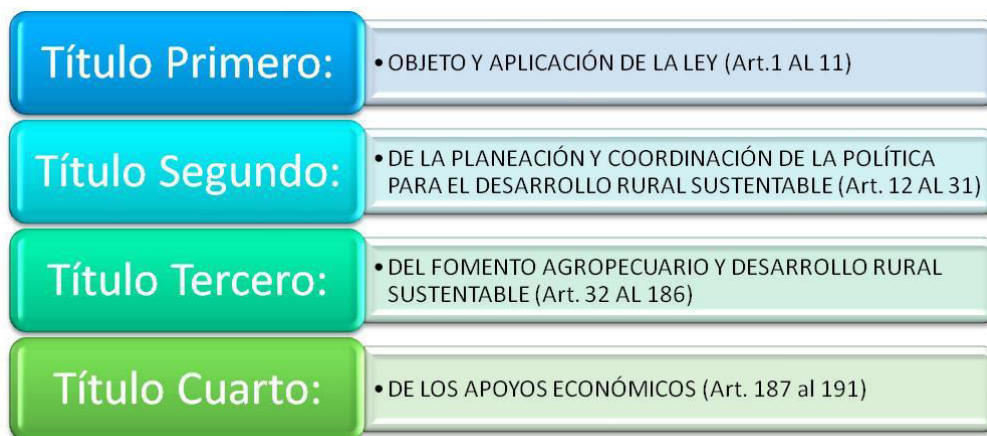 Título Primero:
• OBJETO Y APLICACIÓN DE LA LEY (Art.1 AL 11)
Título Segundo:
• DE LA PLANEACIÓN Y COORDINACIÓN DE LA POLÍTICA
PARA EL DESARROLLO RURAL SUSTENTABLE (Art. 12 AL 31)
Título Tercero:
• DEL FOMENTO AGROPECUARIO Y DESARROLLO RURAL
SUSTENTABLE (Art. 32 AL 186)
Título Cuarto:
• DE LOS APOYOS ECONÓMICOS (Art. 187 al 191)